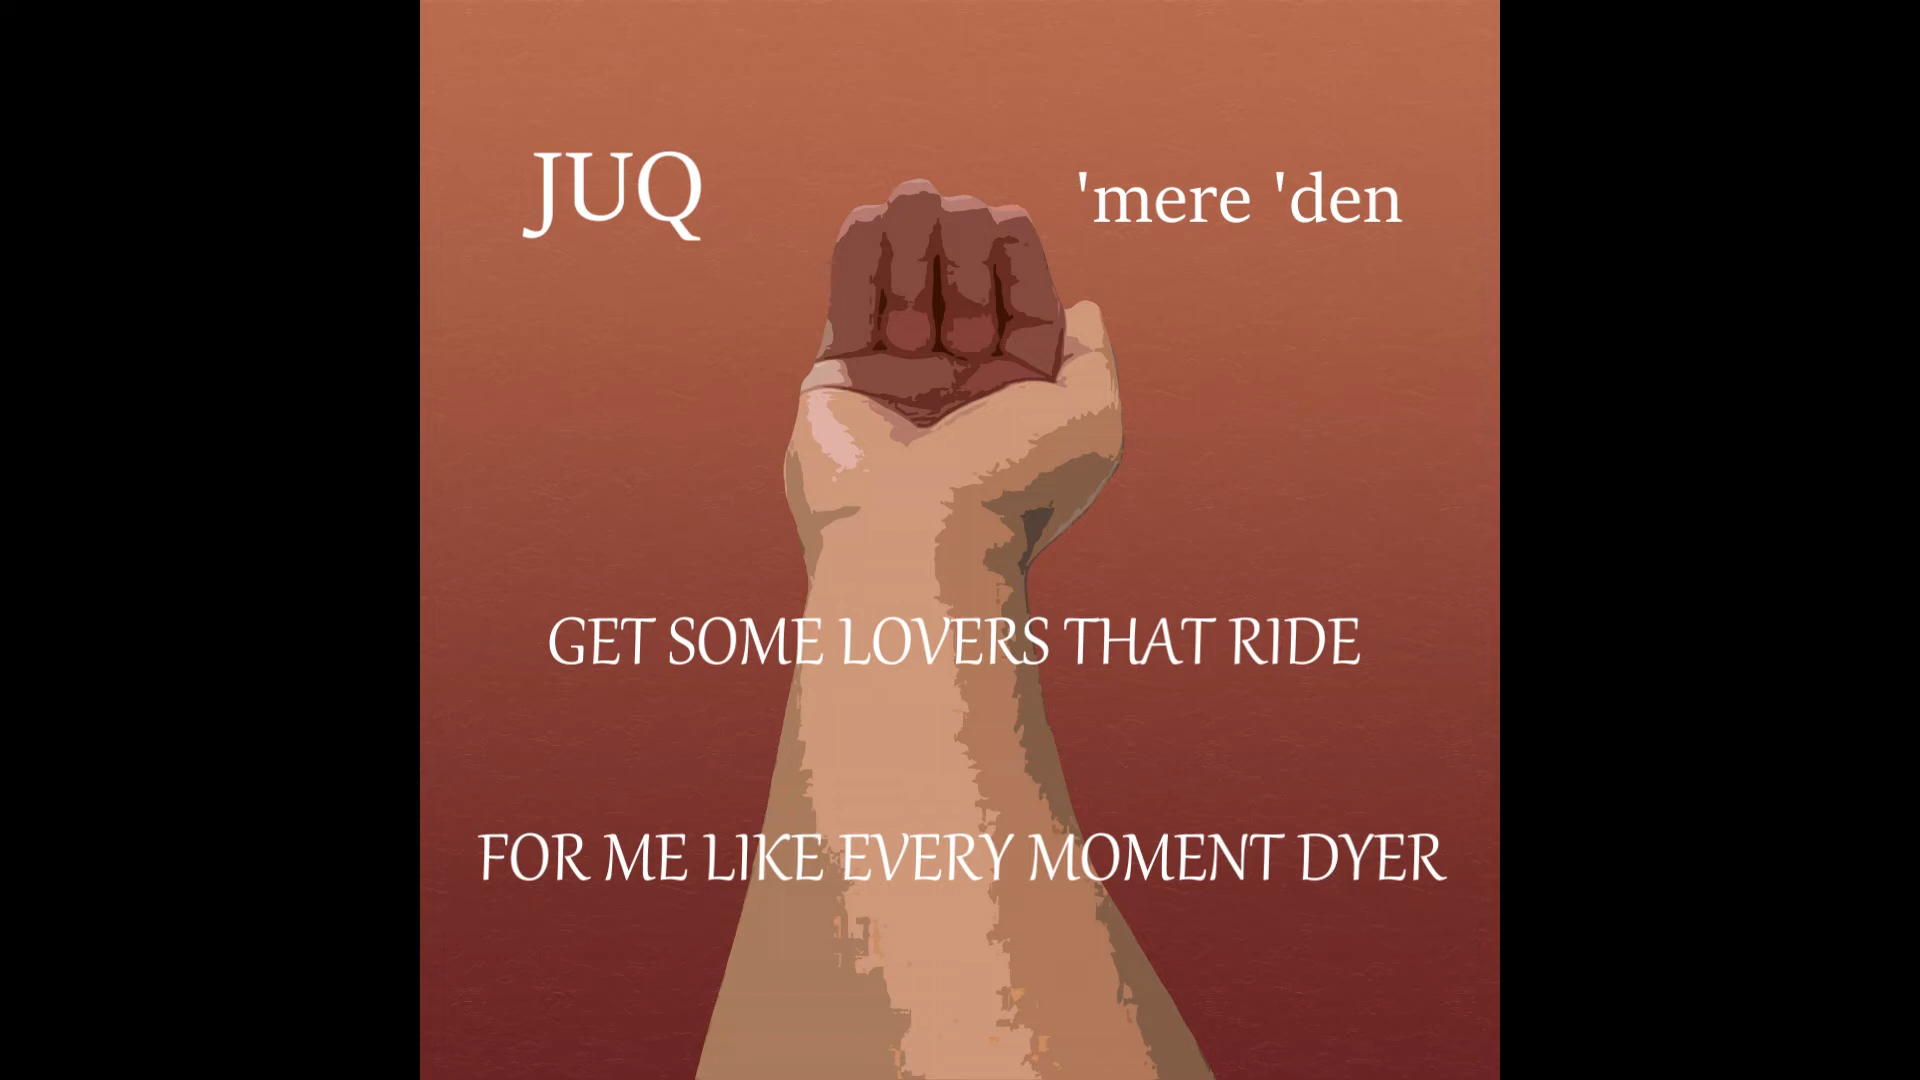 JUQ 'mere 'den
GET SOME LOVERS THAT RIDE
FOR ME LIKE EVERY MOMENT DYER